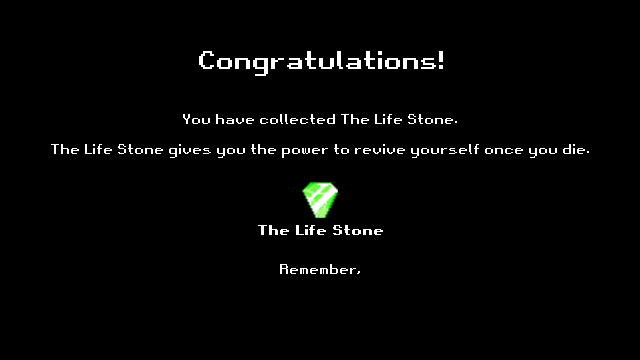 Congratulations!
You have collected The Life Stone.
The Life Stone gives you the power to revive yourself once you die.
The Life Stone
Remember,